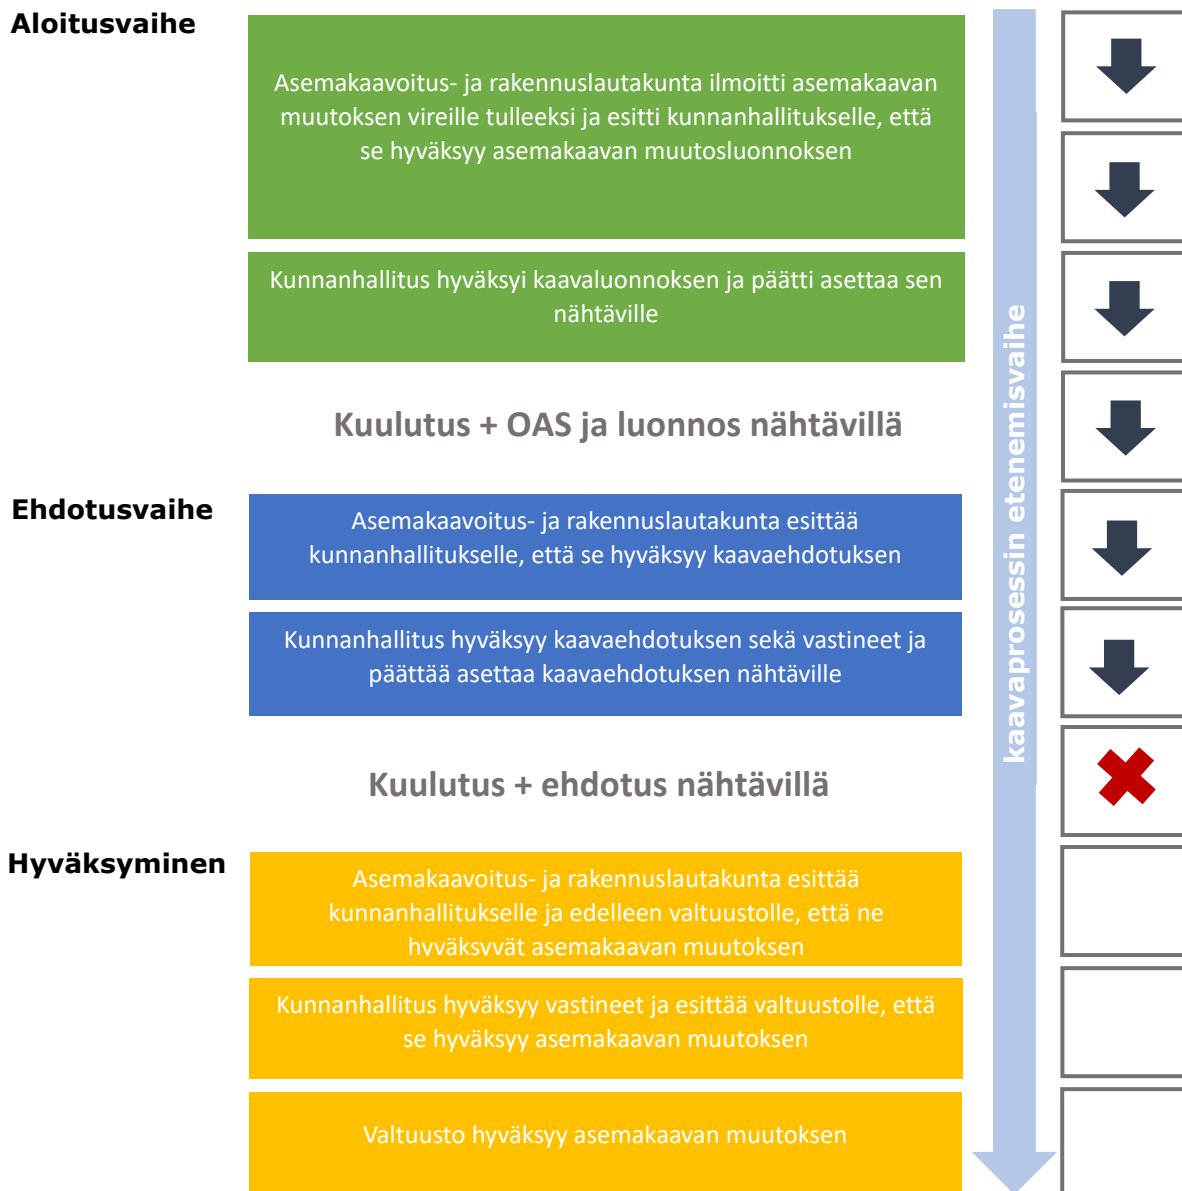 Aloitusvaihe
Asemakaavoitus- ja rakennuslautakunta ilmoitti asemakaavan
muutoksen vireille tulleeksi ja esitti kunnanhallitukselle, että
se hyväksyy asemakaavan muutosluonnoksen
Kunnanhallitus hyväksyi kaavaluonnoksen ja päätti asettaa sen
nähtäville
Kuulutus + OAS ja luonnos nähtävillä
Ehdotusvaihe
Asemakaavoitus- ja rakennuslautakunta esittää
kunnanhallitukselle, että se hyväksyy kaavaehdotuksen
Kunnanhallitus hyväksyy kaavaehdotuksen sekä vastineet ja
päättää asettaa kaavaehdotuksen nähtäville
Kuulutus + ehdotus nähtävillä
Hyväksyminen
Asemakaavoitus- ja rakennuslautakunta esittää
kunnanhallitukselle ja edelleen valtuustolle, että ne
hyväksyvät asemakaavan muutoksen
Kunnanhallitus hyväksyy vastineet ja esittää valtuustolle, että
se hyväksyy asemakaavan muutoksen
Valtuusto hyväksyy asemakaavan muutoksen
kaavaprosessin etenemisvaihe